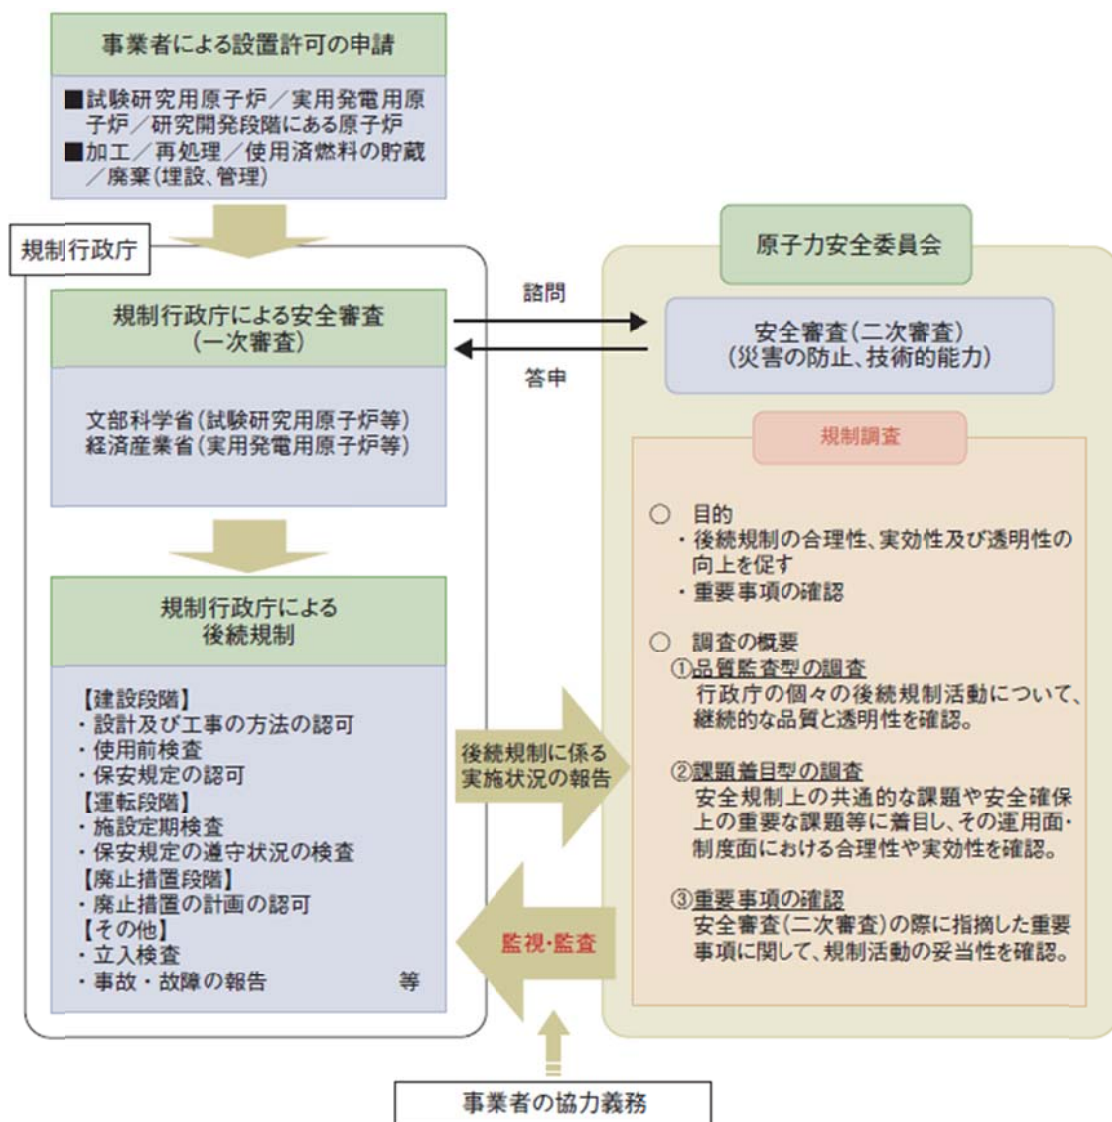 事業者による設置許可の申請
■試験研究用原子炉／実用発電用原
子炉／研究開発段階にある原子炉
■加工／再処理／使用済燃料の貯蔵
／廃棄(埋設、管理)
規制行政庁
規制行政庁による安全審査
(一次審査)
文部科学省(試験研究用原子炉等)
経済産業省(実用発電用原子炉等)
諮問
答申
原子力安全委員会
安全審査(二次審査)
(災害の防止、技術的能力)
規制調査
○ 目的
・後続規制の合理性、実効性及び透明性の
向上を促す
・重要事項の確認
○ 調査の概要
①品質監査型の調査
行政庁の個々の後続規制活動について、
継続的な品質と透明性を確認。
②課題着目型の調査
安全規制上の共通的な課題や安全確保
上の重要な課題等に着目し、その運用面・
制度面における合理性や実効性を確認。
③重要事項の確認
安全審査(二次審査)の際に指摘した重要
事項に関して、規制活動の妥当性を確認。
規制行政庁による
後続規制
【建設段階】
・設計及び工事の方法の認可
・使用前検査
・保安規定の認可
【運転段階】
・施設定期検査
・保安規定の遵守状況の検査
【廃止措置段階】
・廃止措置の計画の認可
【その他】
・立入検査
・事故・故障の報告 等
後続規制に係る
実施状況の報告
監視・監査
事業者の協力義務